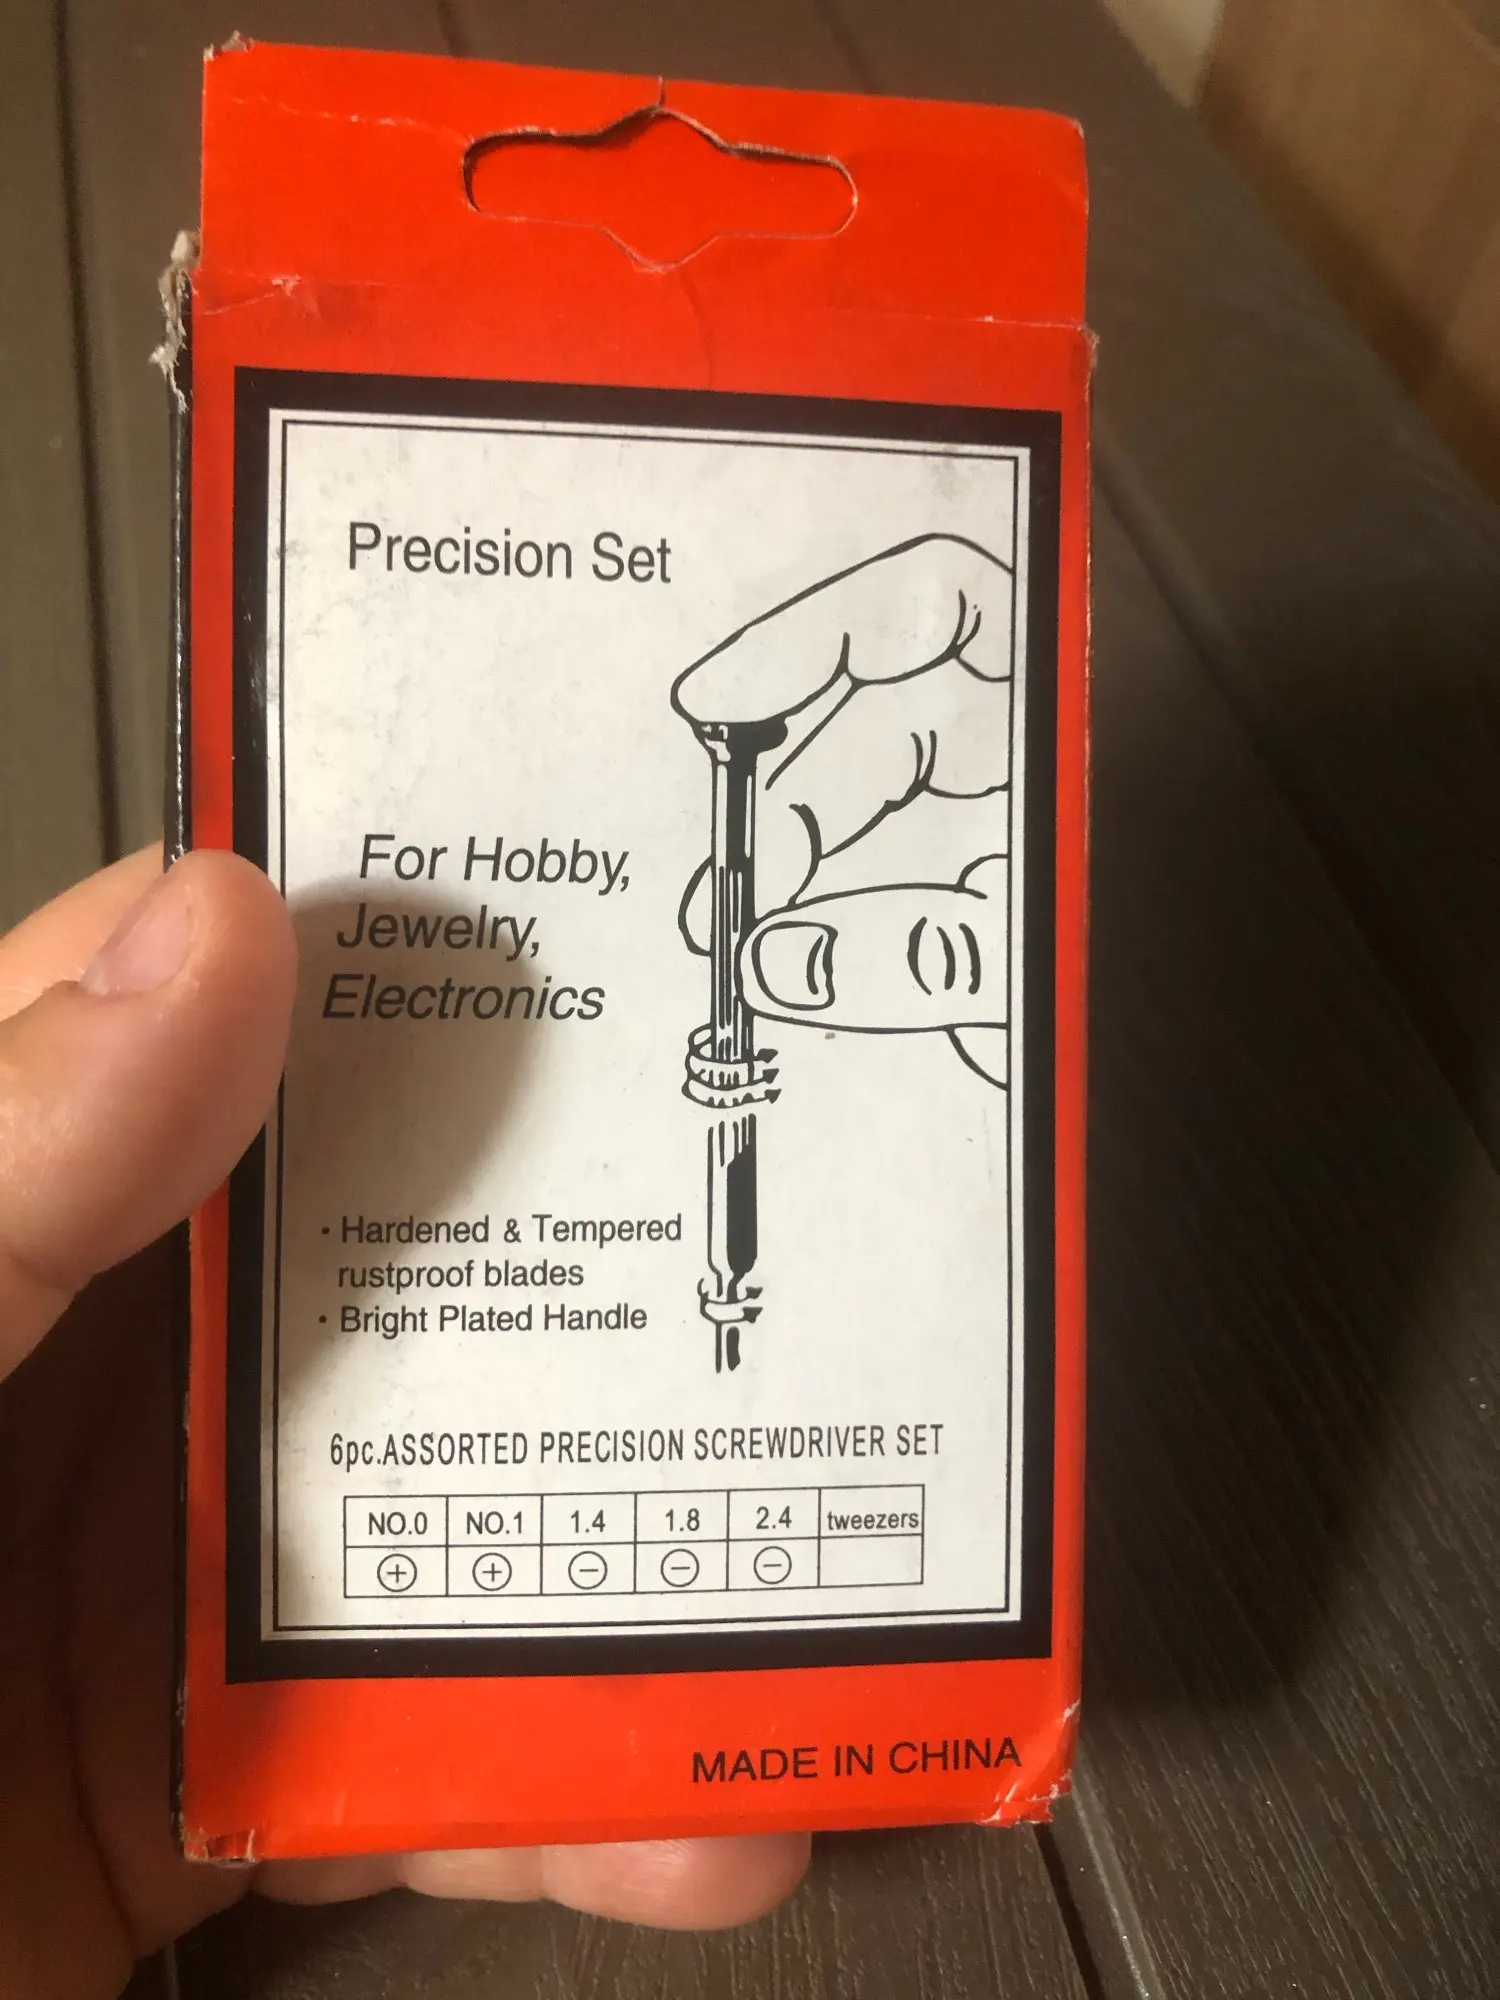 Precision Set
For Hobby,
Jewelry,
Electronics
· Hardened & Tempered
rustproof blades
· Bright Plated Handle
6pc.ASSORTED PRECISION SCREWDRIVER SET
NO.0 NO.1 1.4 1.8 2.4 tweezers
+ + − − −
MADE IN CHINA